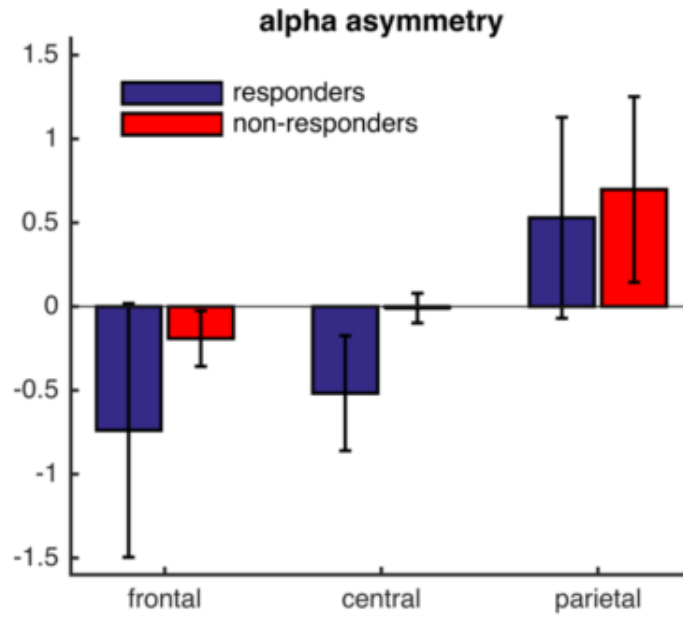 alpha asymmetry
1.5
responders
non-responders
1
0.5
0
-0.5
-1
-1.5
frontal central parietal